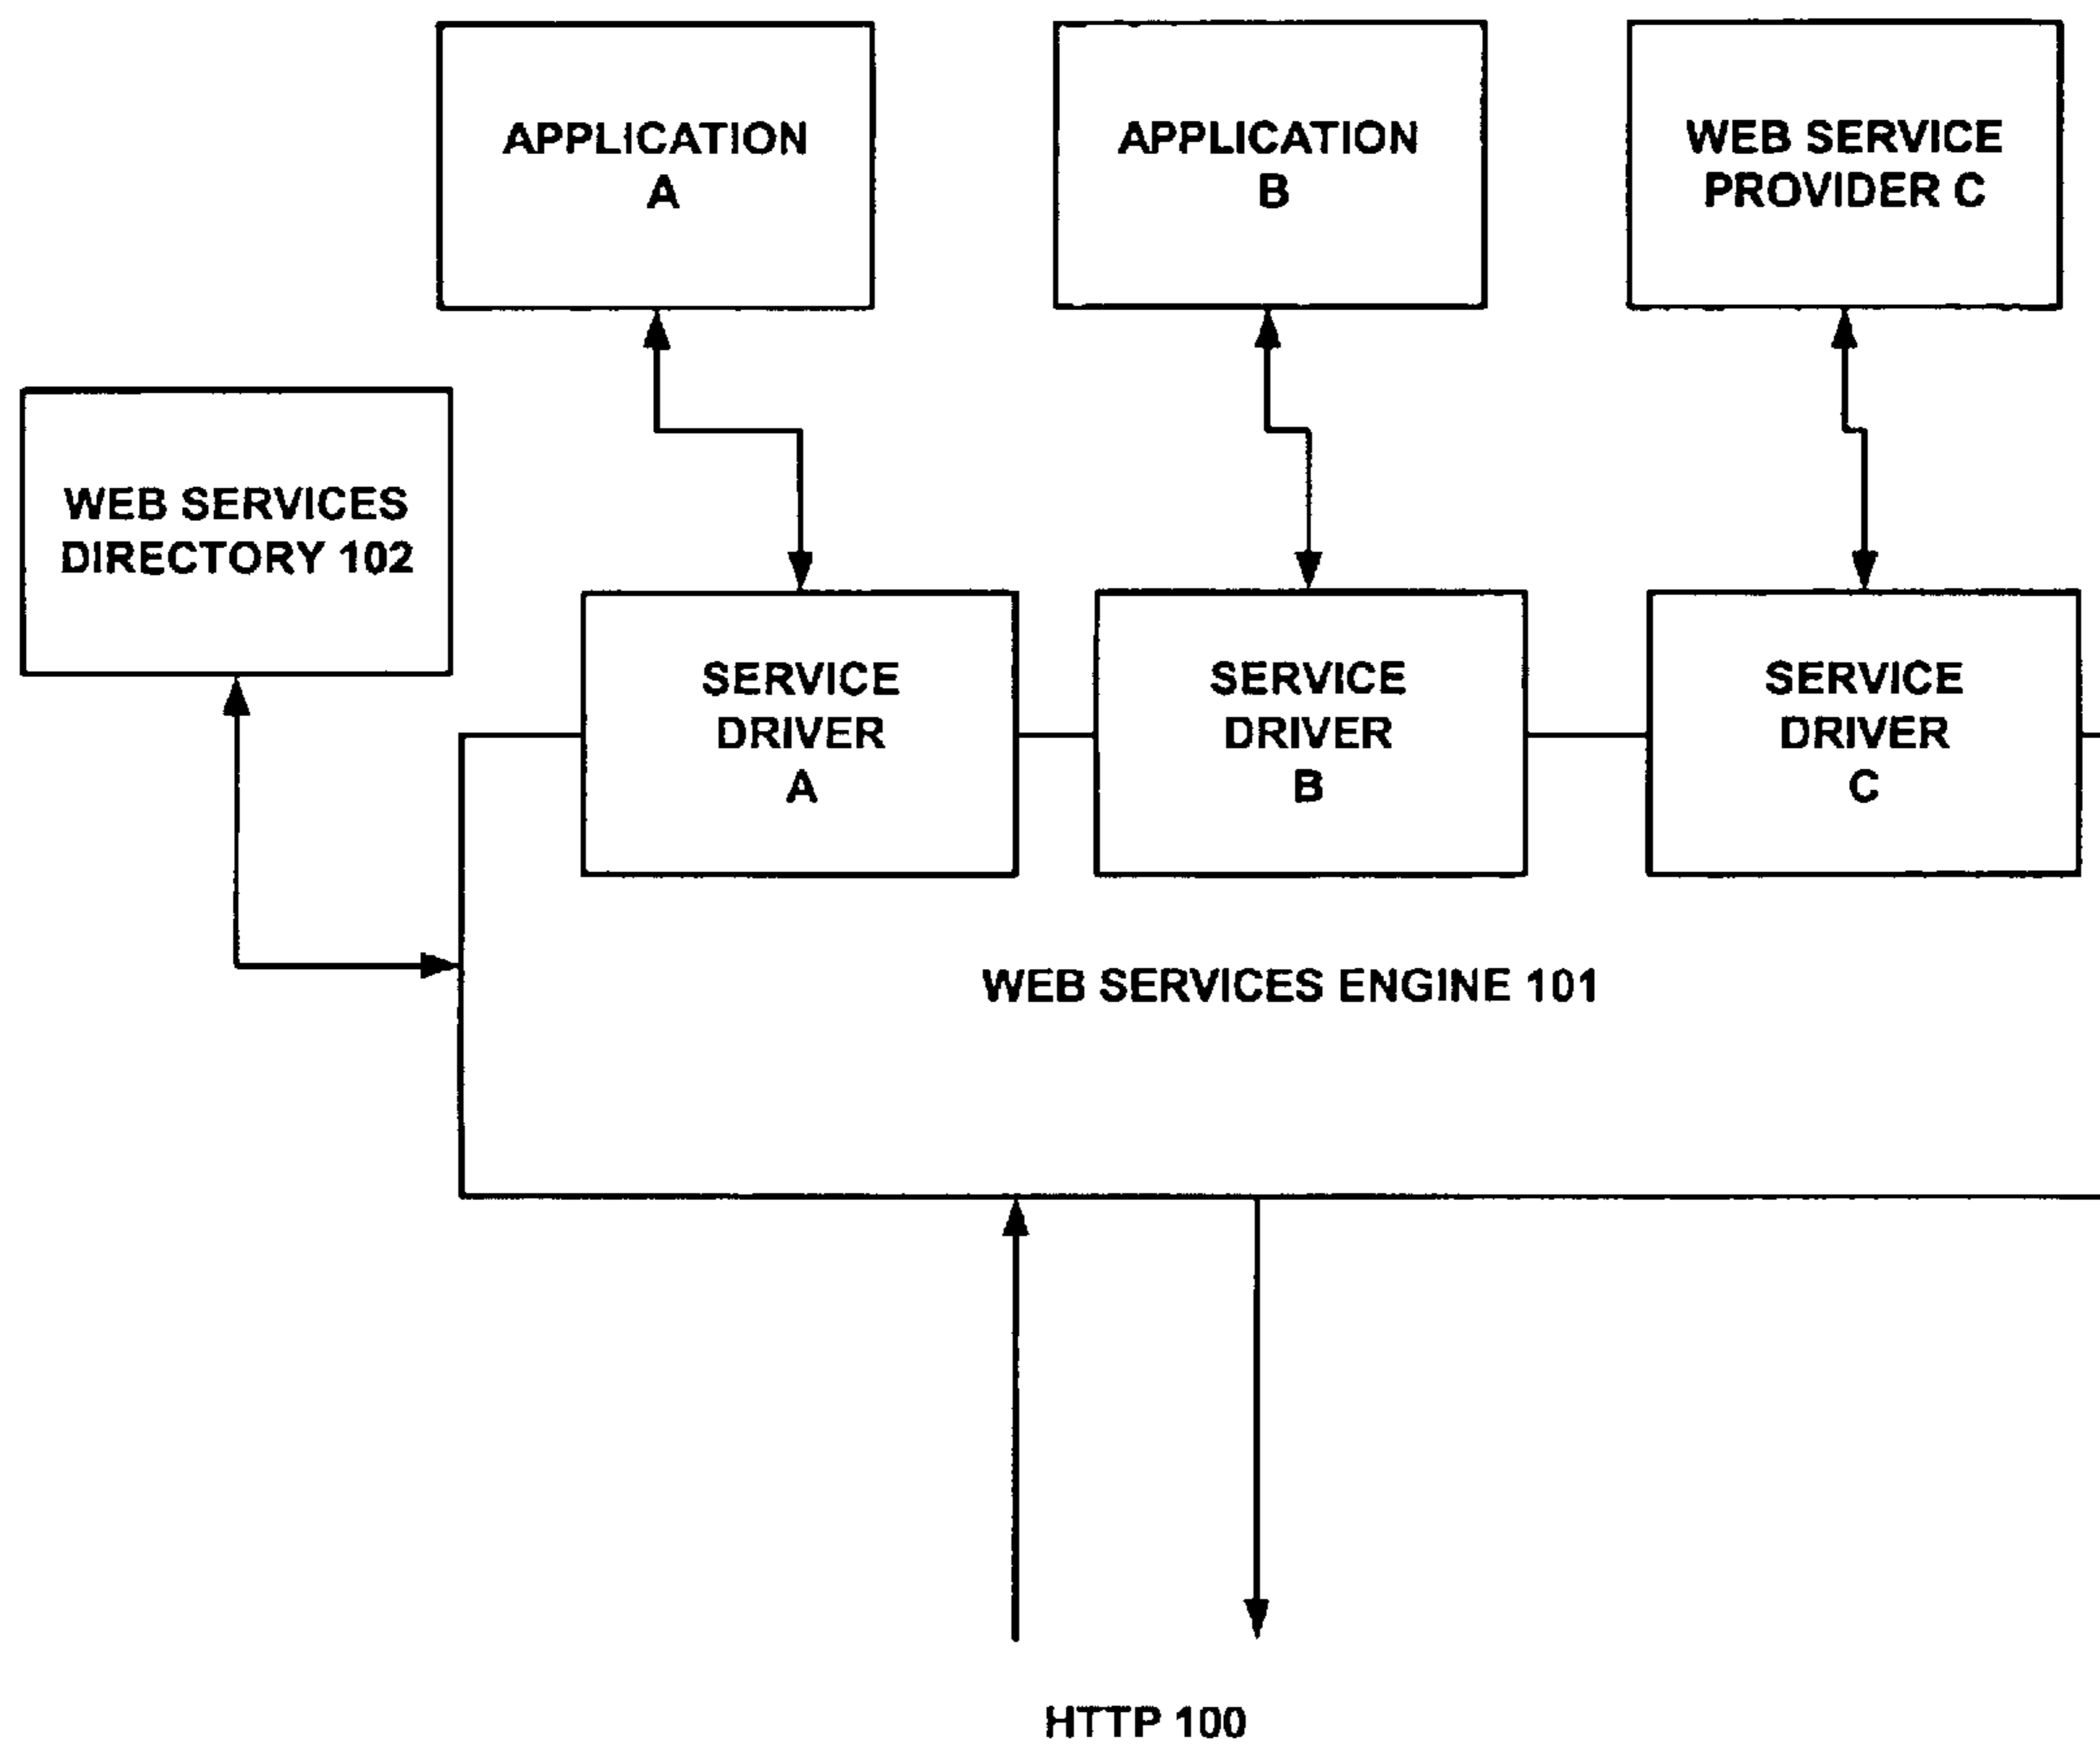 APPLICATION
A
APPLICATION
B
WEB SERVICE
PROVIDER C
WEB SERVICES
DIRECTORY 102
SERVICE
DRIVER
A
SERVICE
DRIVER
B
SERVICE
DRIVER
C
WEB SERVICES ENGINE 101
HTTP 100